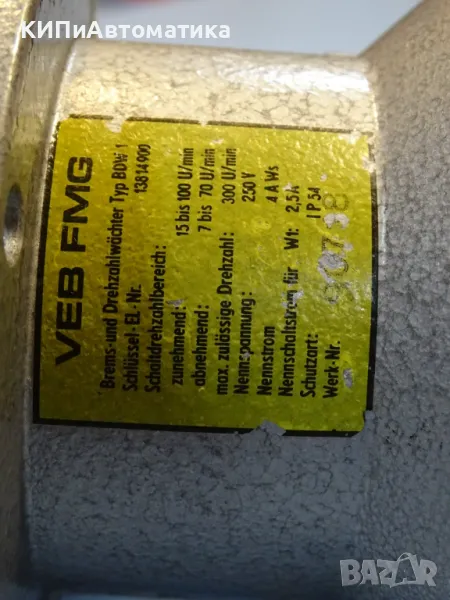 КИПиАвтоматика
VEB FMG
Brems- und Drehzahlwächter Typ BDW 1
Schlüssel-EL-Nr. 13814900
Schaltdrehzahlbereich:
zunehmend: 15 bis 100 U/min
abnehmend: 7 bis 70 U/min
max. zulässige Drehzahl: 300 U/min
Nennspannung: 250 V
Nennstrom 4 A Ws
Nennschaltstrom für Wt: 2,5A
Schutzart: IP 54
Werk-Nr.
BAZAR